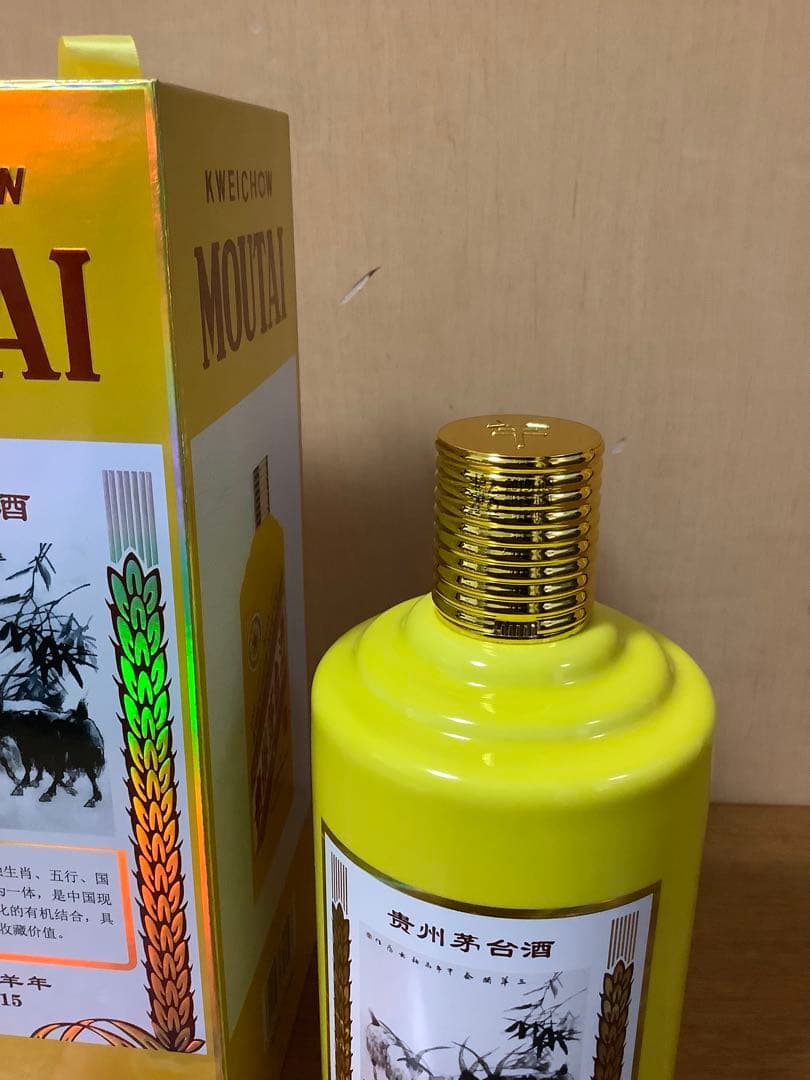 W
KWEICHOW
AI
MOUTAI
酒
生肖、五行、国
一体，是中国现
化的有机结合，具
收藏价值。
羊年
15
羊
贵州茅台酒